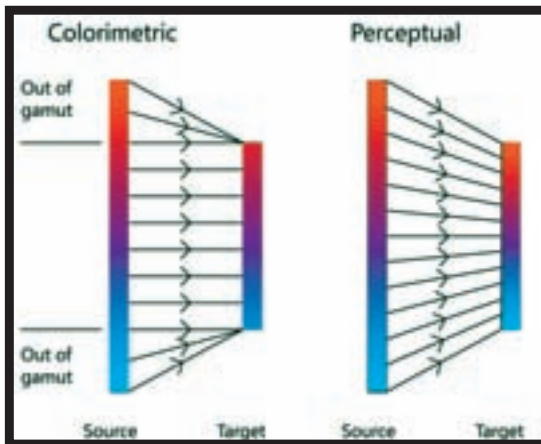 Colorimetric
Perceptual
Out of
gamut
Out of
gamut
Source
Target
Source
Target